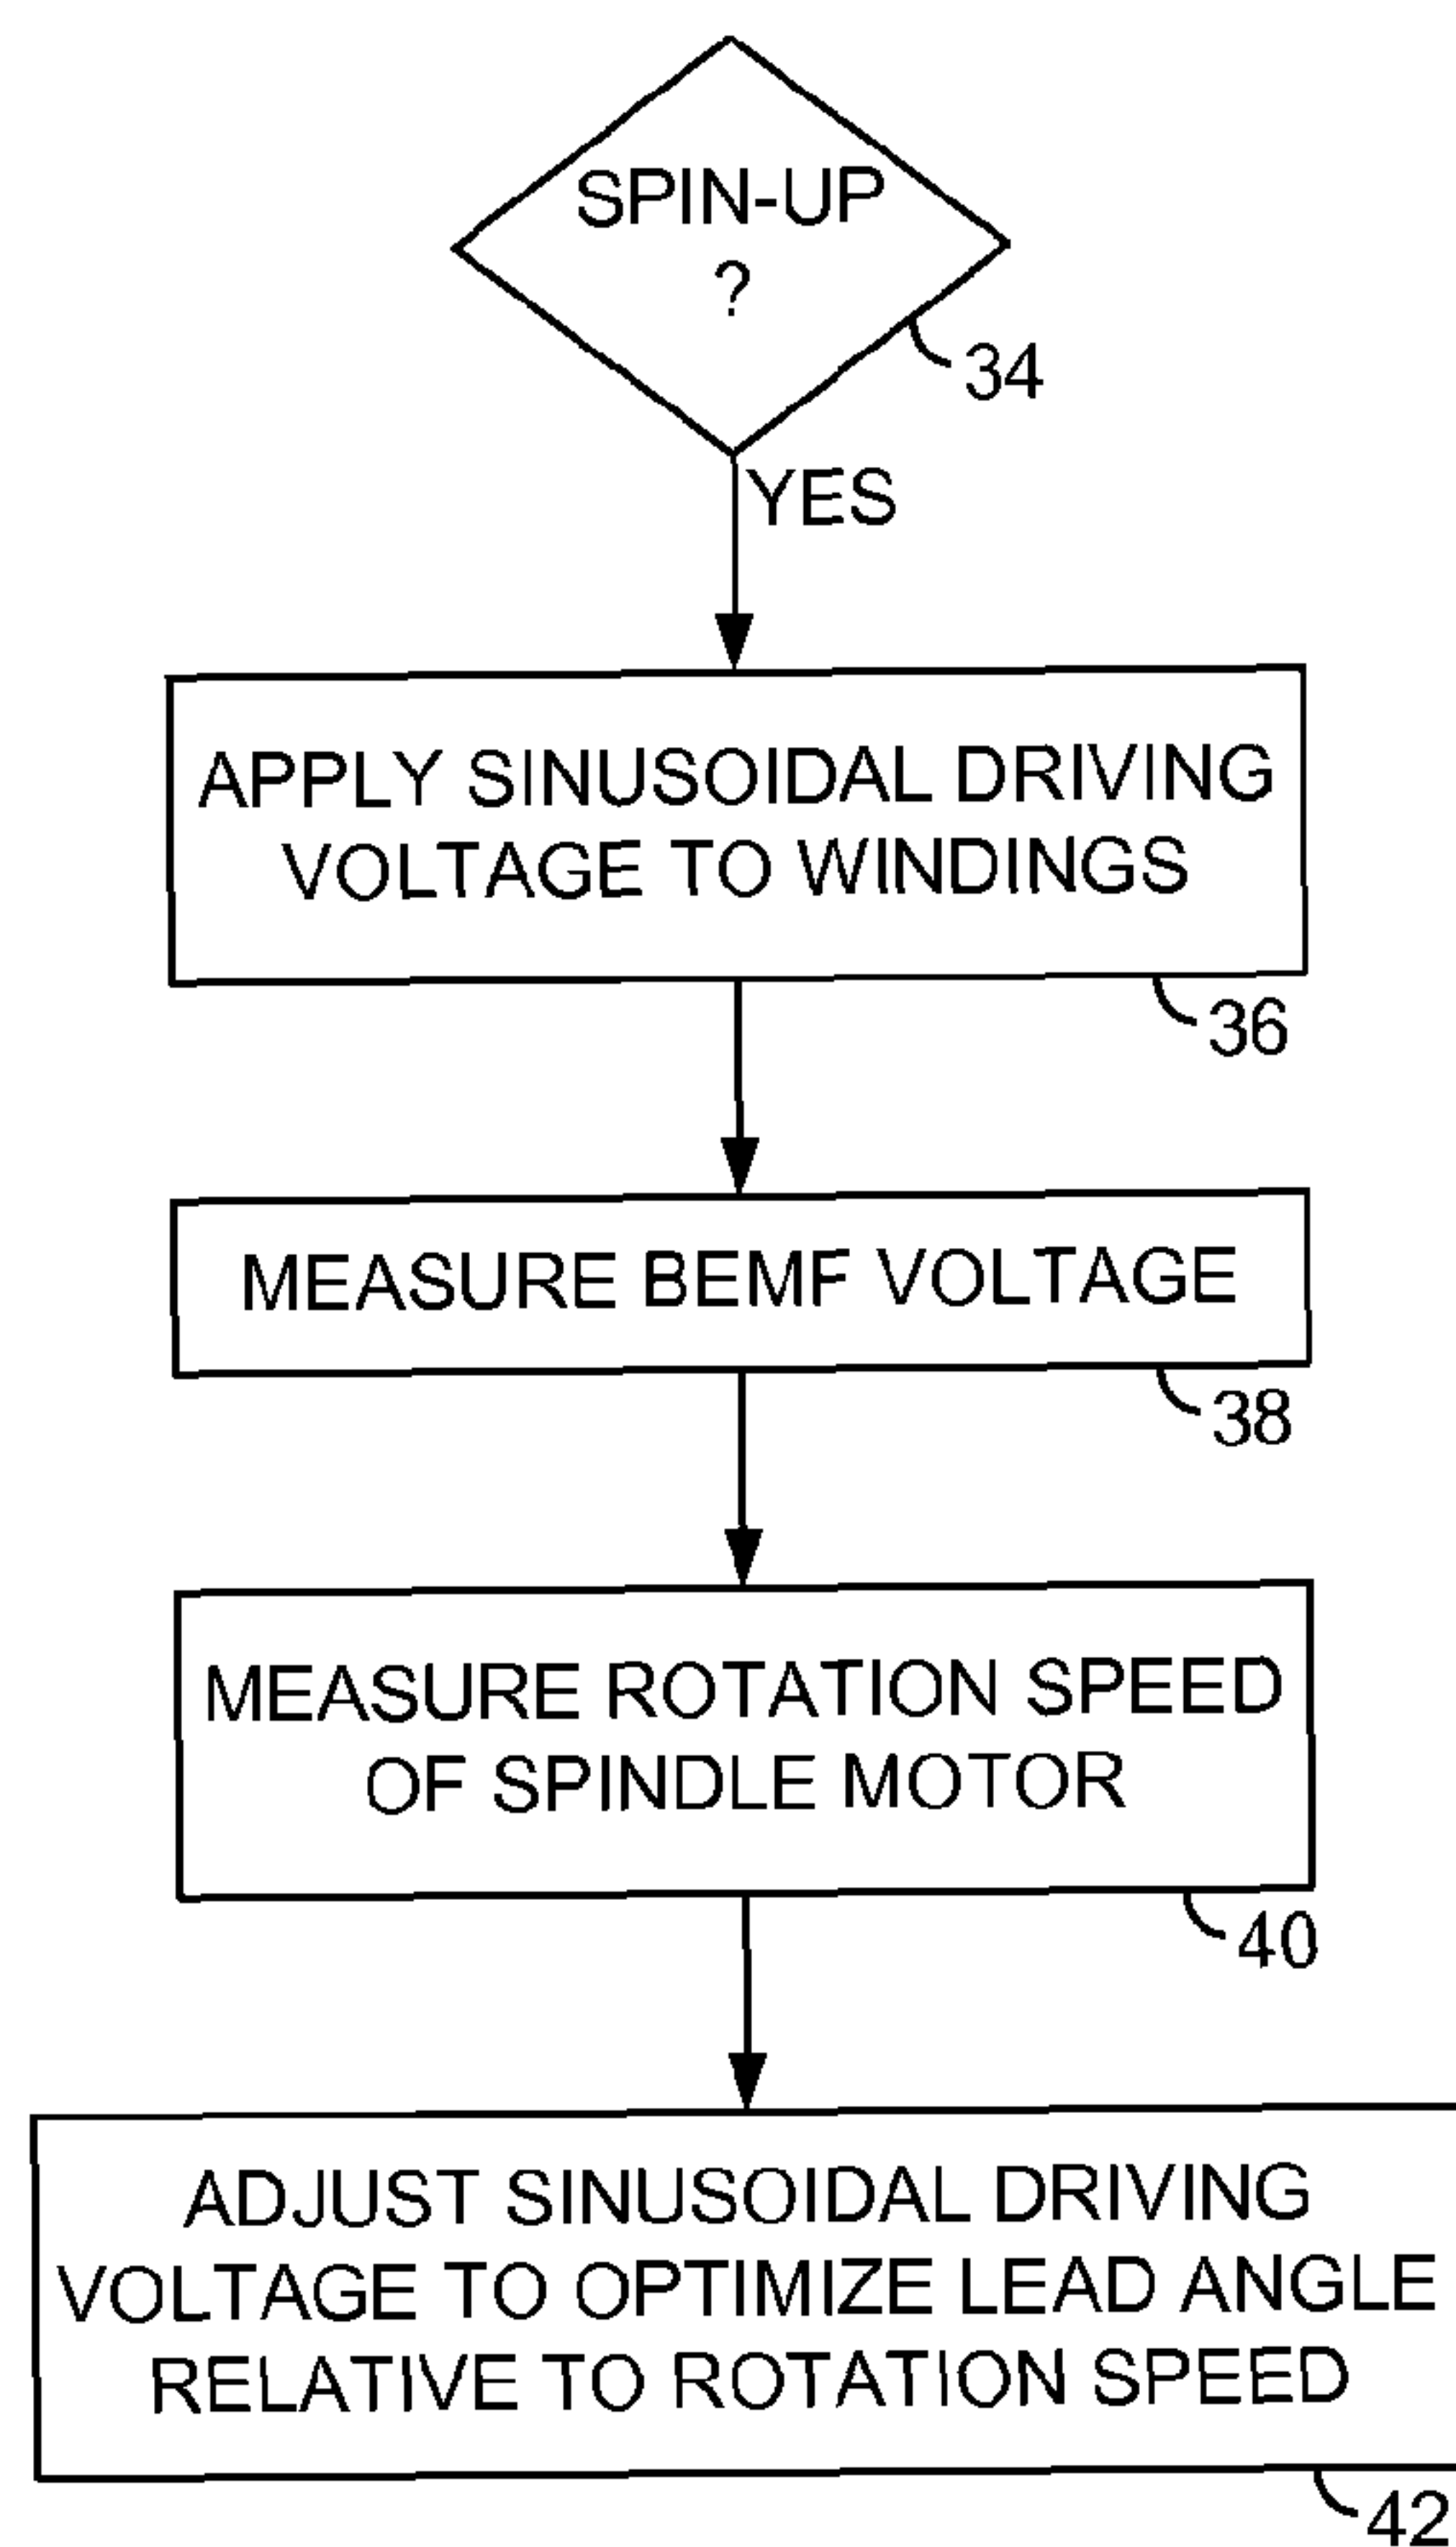 SPIN-UP
?
34
YES
APPLY SINUSOIDAL DRIVING
VOLTAGE TO WINDINGS
36
MEASURE BEMF VOLTAGE
38
MEASURE ROTATION SPEED
OF SPINDLE MOTOR
40
ADJUST SINUSOIDAL DRIVING
VOLTAGE TO OPTIMIZE LEAD ANGLE
RELATIVE TO ROTATION SPEED
42